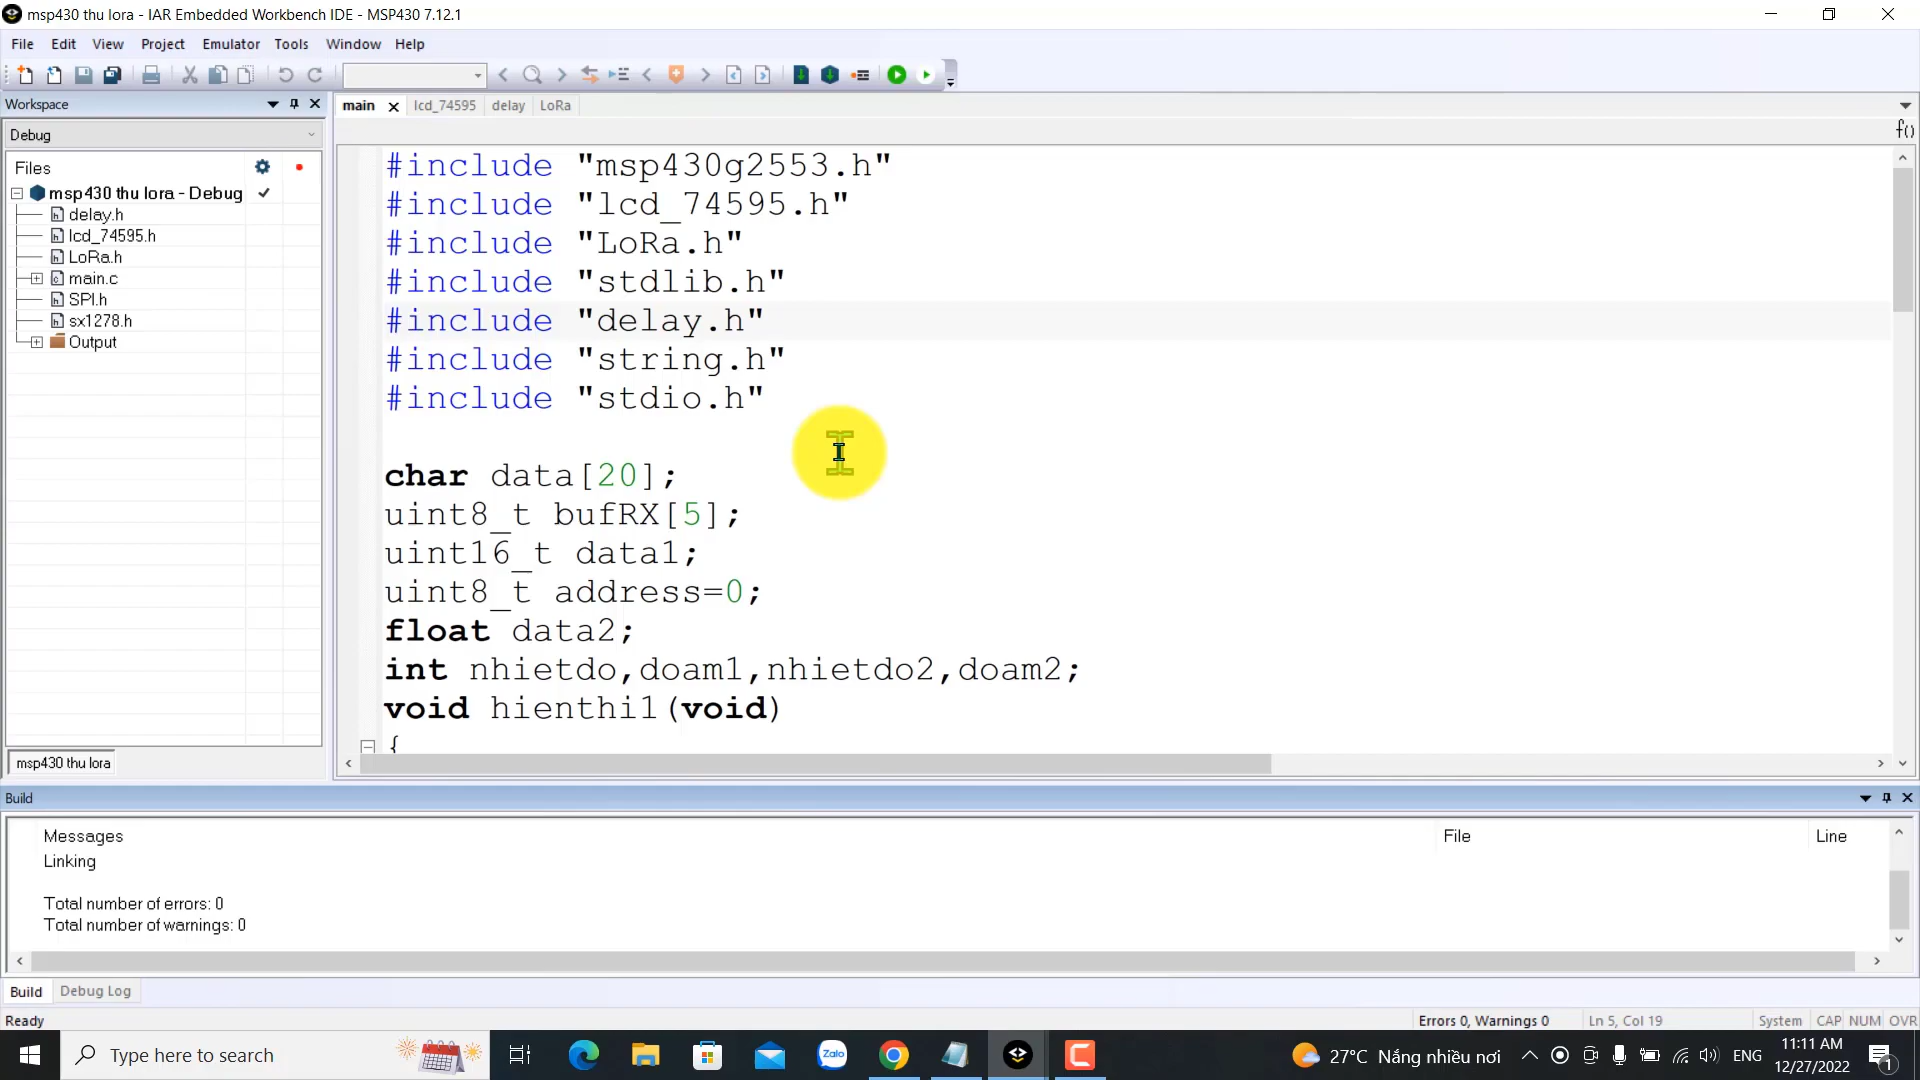 msp430 thu lora - IAR Embedded Workbench IDE - MSP430 7.12.1
File Edit View Project Emulator Tools Window Help
Workspace
main lcd_74595 delay LoRa
Debug
f()
Files
msp430 thu lora - Debug
delay.h
lcd_74595.h
LoRa.h
main.c
SPI.h
sx1278.h
Output
msp430 thu lora
#include "msp430g2553.h"
#include "lcd_74595.h"
#include "LoRa.h"
#include "stdlib.h"
#include "delay.h"
#include "string.h"
#include "stdio.h"
char data[20];
uint8_t bufRX[5];
uint16_t data1;
uint8_t address=0;
float data2;
int nhietdo,doam1,nhietdo2,doam2;
void hienthi1(void)
{
Build
Messages File Line
Linking
Total number of errors: 0
Total number of warnings: 0
Build Debug Log
Ready Errors 0, Warnings 0 Ln 5, Col 19 System CAP NUM OVR
Type here to search Zalo 27°C Nắng nhiều nơi ENG 11:11 AM
12/27/2022 1